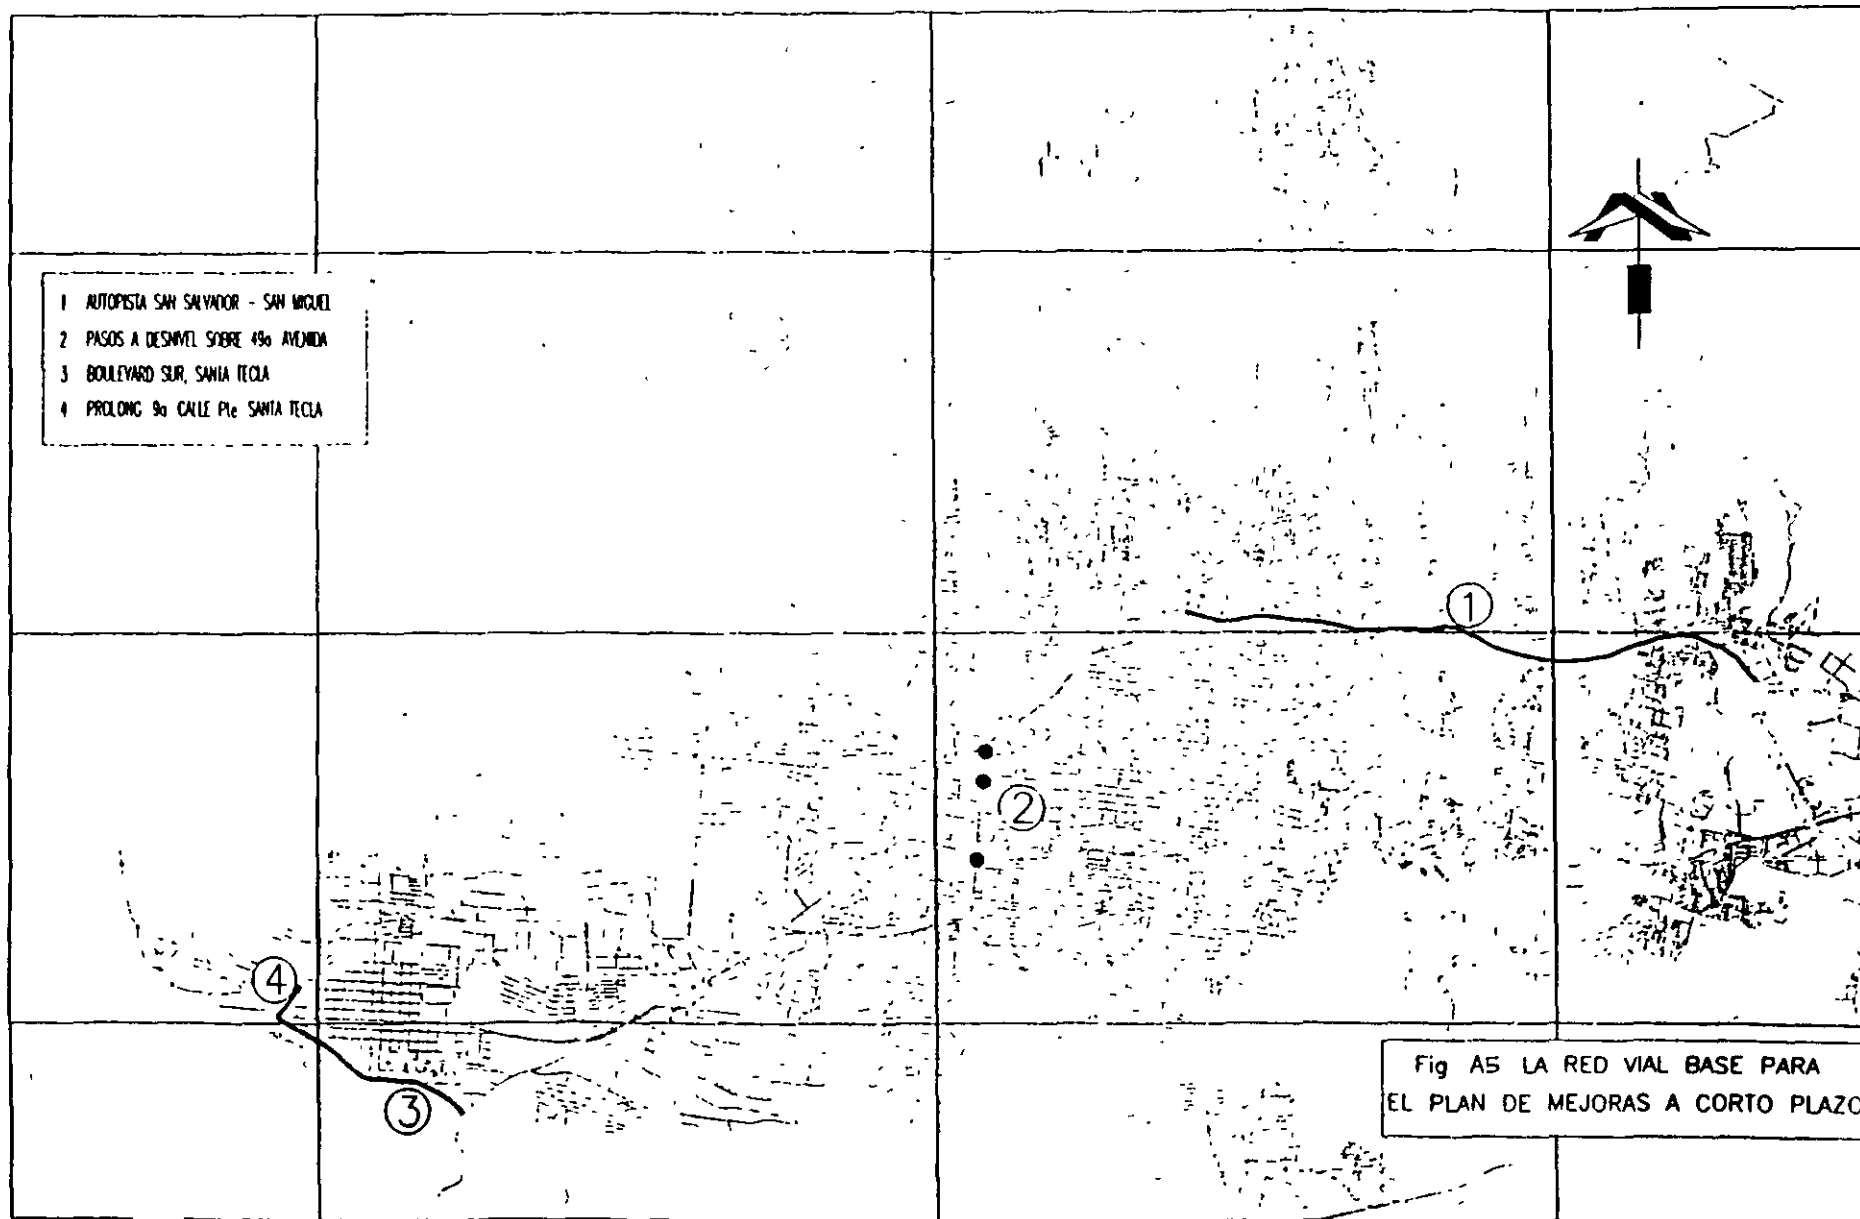 1 AUTOPISTA SAN SALVADOR - SAN MIGUEL
2 PASOS A DESNIVEL SOBRE 49a AVENIDA
3 BOULEVARD SUR, SANTA TECLA
4 PROLONG 9a CALLE Pte SANTA TECLA
1
2
4
3
Fig A5 LA RED VIAL BASE PARA
EL PLAN DE MEJORAS A CORTO PLAZO